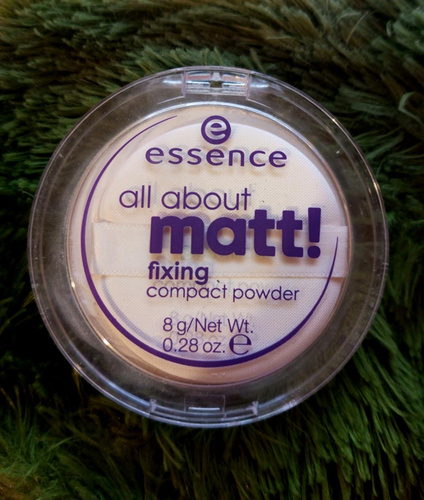 e
essence
all about
matt!
fixing
compact powder
8 g/Net Wt.
0.28 oz. ℮